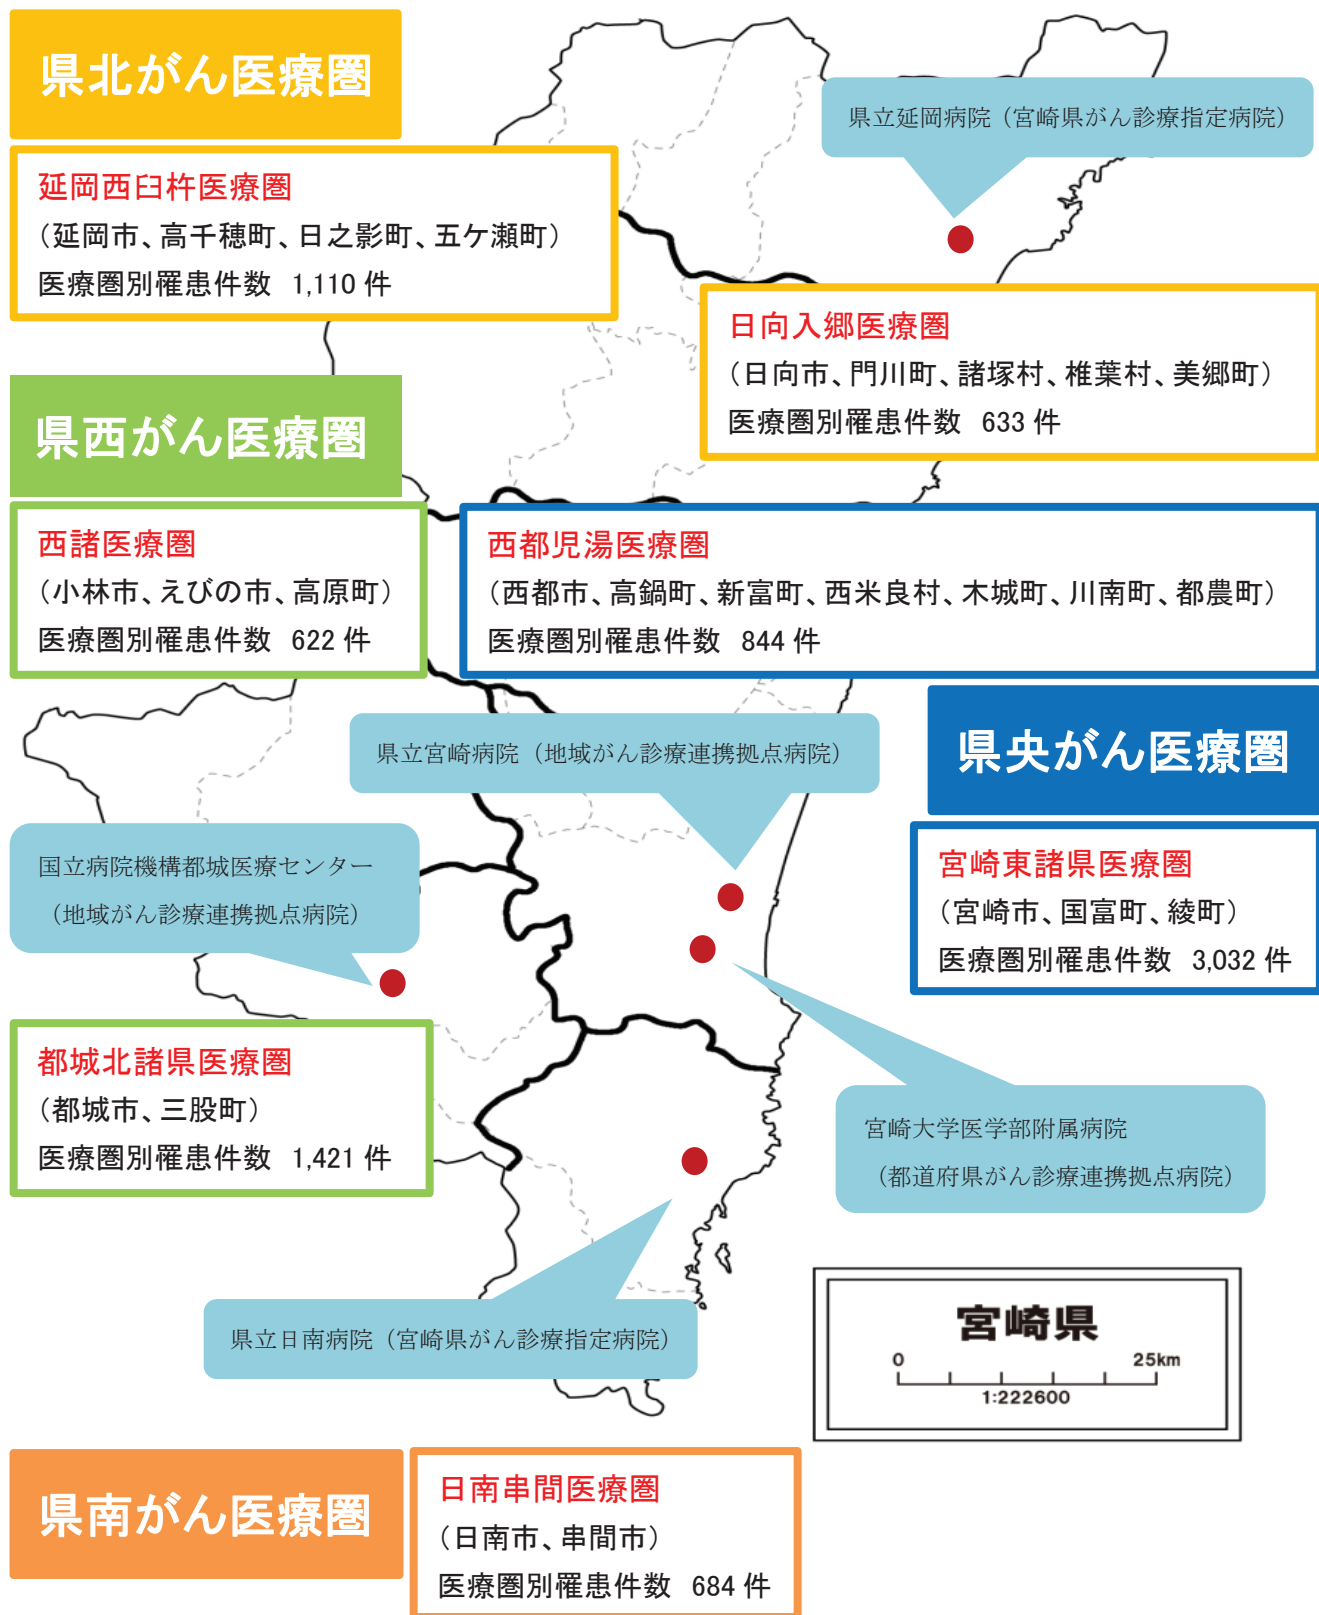 県北がん医療圏
県立延岡病院（宮崎県がん診療指定病院）
延岡西臼杵医療圏
（延岡市、高千穂町、日之影町、五ケ瀬町）
医療圏別罹患件数 1,110 件
日向入郷医療圏
（日向市、門川町、諸塚村、椎葉村、美郷町）
医療圏別罹患件数 633 件
県西がん医療圏
西諸医療圏
（小林市、えびの市、高原町）
医療圏別罹患件数 622 件
西都児湯医療圏
（西都市、高鍋町、新富町、西米良村、木城町、川南町、都農町）
医療圏別罹患件数 844 件
県立宮崎病院（地域がん診療連携拠点病院）
県央がん医療圏
国立病院機構都城医療センター
（地域がん診療連携拠点病院）
宮崎東諸県医療圏
（宮崎市、国富町、綾町）
医療圏別罹患件数 3,032 件
都城北諸県医療圏
（都城市、三股町）
医療圏別罹患件数 1,421 件
宮崎大学医学部附属病院
（都道府県がん診療連携拠点病院）
県立日南病院（宮崎県がん診療指定病院）
宮崎県
0 25km
1:222600
県南がん医療圏
日南串間医療圏
（日南市、串間市）
医療圏別罹患件数 684 件